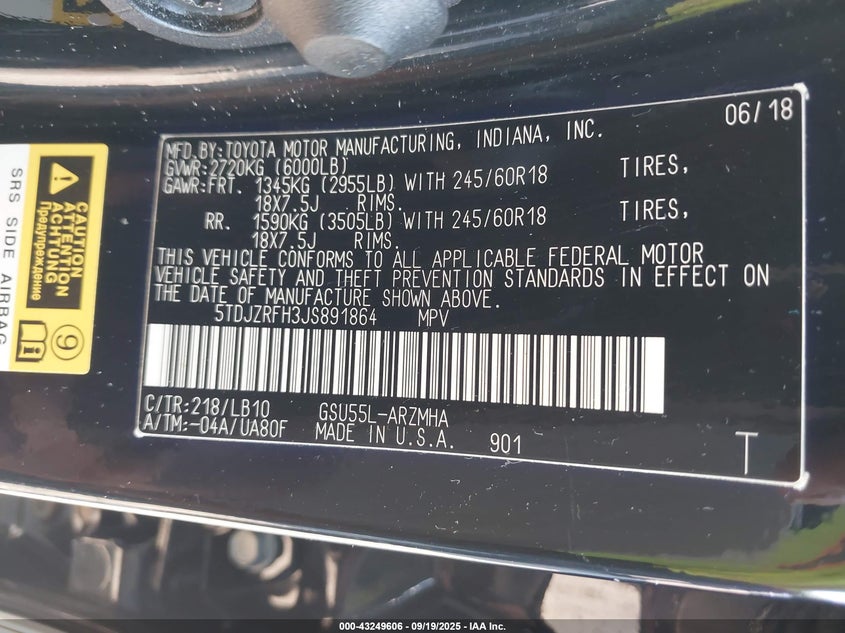 06/18
MFD.BY:TOYOTA MOTOR MANUFACTURING, INDIANA, INC.
GVWR:2720KG (6000LB)
GAWR:FRT. 1345KG (2955LB) WITH 245/60R18 TIRES,
18X7.5J RIMS.
RR. 1590KG (3505LB) WITH 245/60R18 TIRES,
18X7.5J RIMS.
THIS VEHICLE CONFORMS TO ALL APPLICABLE FEDERAL MOTOR
VEHICLE SAFETY AND THEFT PREVENTION STANDARDS IN EFFECT ON
THE DATE OF MANUFACTURE SHOWN ABOVE.
5TDJZRFH3JS891864 MPV
C/TR:218/LB10 GSU55L-ARZMHA
A/TM:-04A/UA80F MADE IN U.S.A. 901 T
SRS SIDE AIRBAG
CAUTION
ATTENTION
ACHTUNG
Предупреждение
9
000-43249606 - 09/19/2025 - IAA Inc.